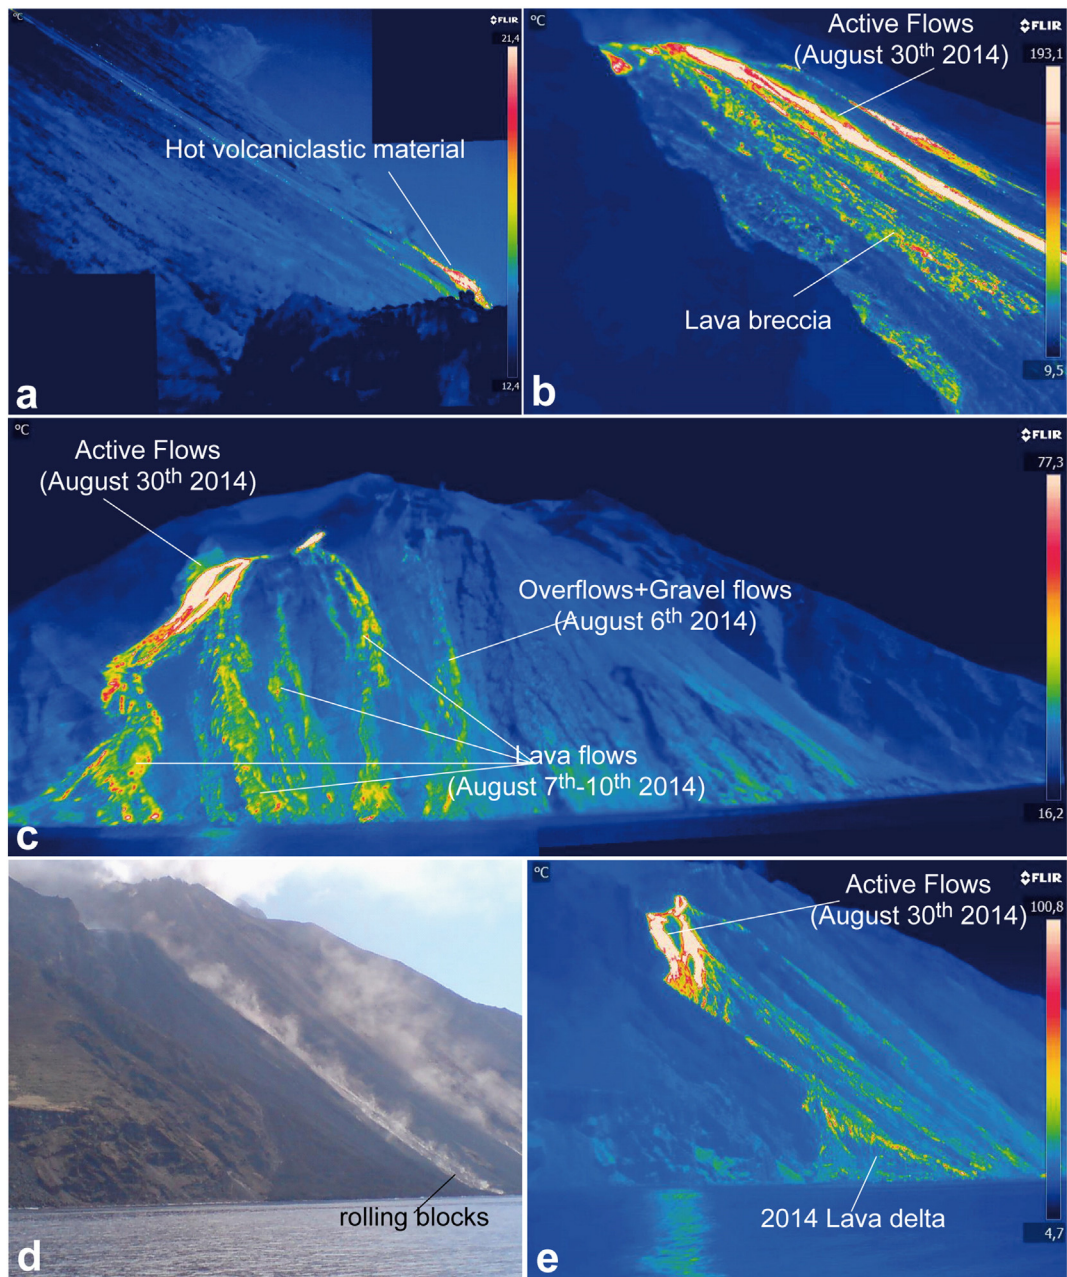 °C
FLIR
21,4
Hot volcaniclastic material
12,4
a
°C
Active Flows
(August 30th 2014)
FLIR
193,1
Lava breccia
9,5
b
°C
FLIR
77,3
Active Flows
(August 30th 2014)
Overflows+Gravel flows
(August 6th 2014)
Lava flows
(August 7th-10th 2014)
16,2
c
rolling blocks
d
°C
FLIR
Active Flows
(August 30th 2014)
100,8
2014 Lava delta
4,7
e